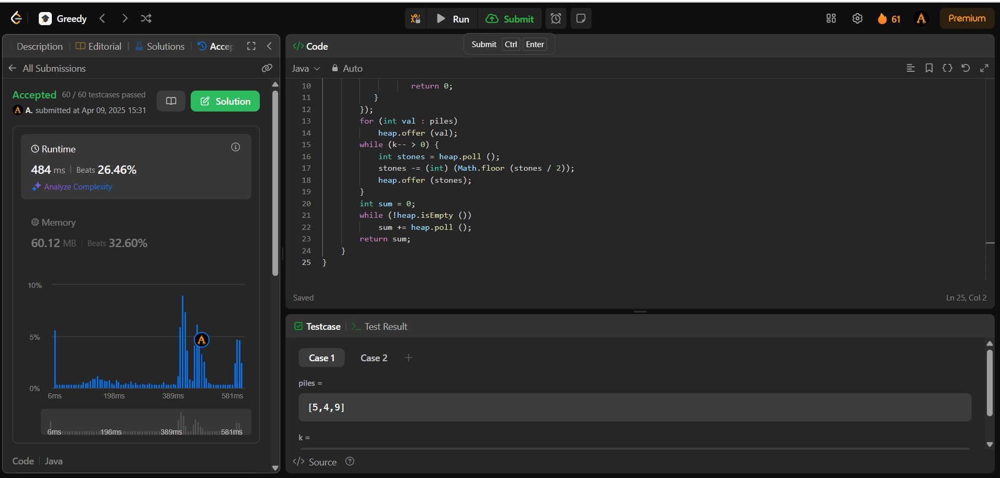 Greedy
Run
Submit
61
Premium
Submit Ctrl Enter
Description
Editorial
Solutions
Accep
All Submissions
Accepted 60 / 60 testcases passed
A. submitted at Apr 09, 2025 15:31
Solution
Runtime
484 ms | Beats 26.46%
Analyze Complexity
Memory
60.12 MB | Beats 32.60%
10%
5%
0%
6ms 198ms 389ms 581ms
6ms 198ms 389ms 581ms
Code | Java
</> Code
Java Auto
10 return 0;
11 }
12 });
13 for (int val : piles)
14 heap.offer (val);
15 while (k-- > 0) {
16 int stones = heap.poll ();
17 stones -= (int) (Math.floor (stones / 2));
18 heap.offer (stones);
19 }
20 int sum = 0;
21 while (!heap.isEmpty ())
22 sum += heap.poll ();
23 return sum;
24 }
25 }
Saved
Ln 25, Col 2
Testcase | >_ Test Result
Case 1 Case 2 +
piles =
[5,4,9]
k =
</> Source ?